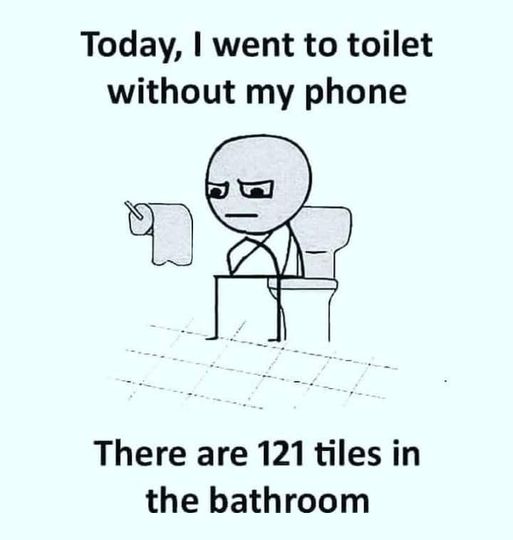 Today, I went to toilet
without my phone
There are 121 tiles in
the bathroom